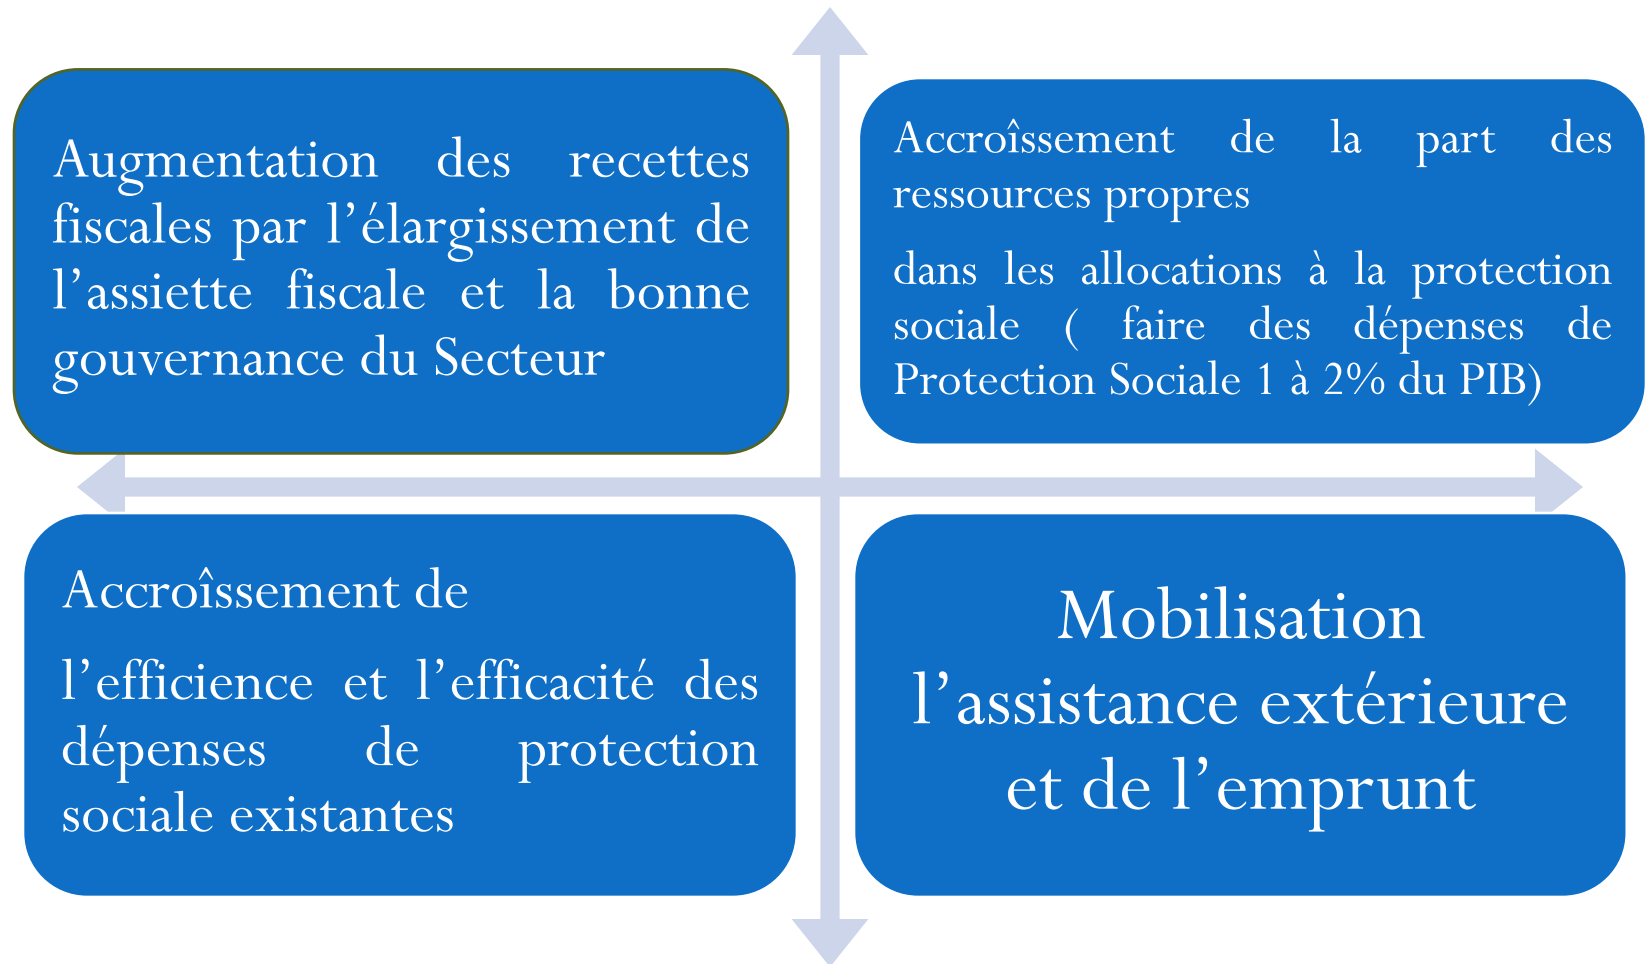 Augmentation des recettes
fiscales par l’élargissement de
l’assiette fiscale et la bonne
gouvernance du Secteur
Accroîssement de la part des
ressources propres
dans les allocations à la protection
sociale ( faire des dépenses de
Protection Sociale 1 à 2% du PIB)
Accroîssement de
l’efficience et l’efficacité des
dépenses de protection
sociale existantes
Mobilisation
l’assistance extérieure
et de l’emprunt